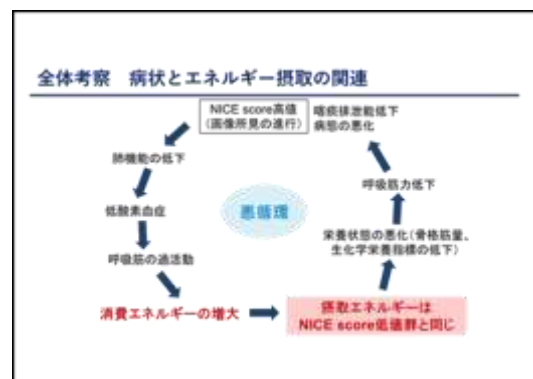 全体考察　病状とエネルギー摂取の関連
NICE score高値
(画像所見の進行)
喀痰排泄能低下
病態の悪化
肺機能の低下
呼吸筋力低下
低酸素血症
悪循環
栄養状態の悪化(骨格筋量、
生化学栄養指標の低下)
呼吸筋の過活動
消費エネルギーの増大
摂取エネルギーは
NICE score低値群と同じ